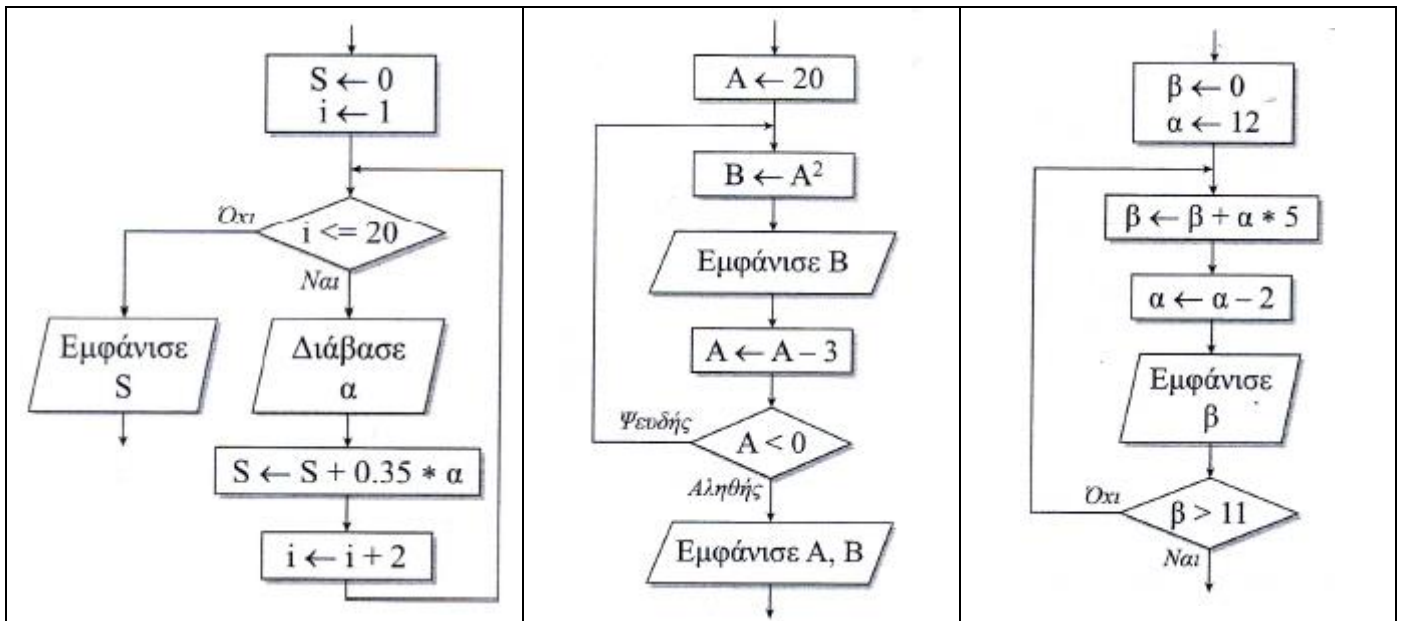 S ← 0
i ← 1
Όχι
i <= 20
Ναι
Εμφάνισε
S
Διάβασε
α
S ← S + 0.35 * α
i ← i + 2
A ← 20
B ← A²
Εμφάνισε B
A ← A – 3
Ψευδής
A < 0
Αληθής
Εμφάνισε A, B
β ← 0
α ← 12
β ← β + α * 5
α ← α – 2
Εμφάνισε
β
Όχι
β > 11
Ναι